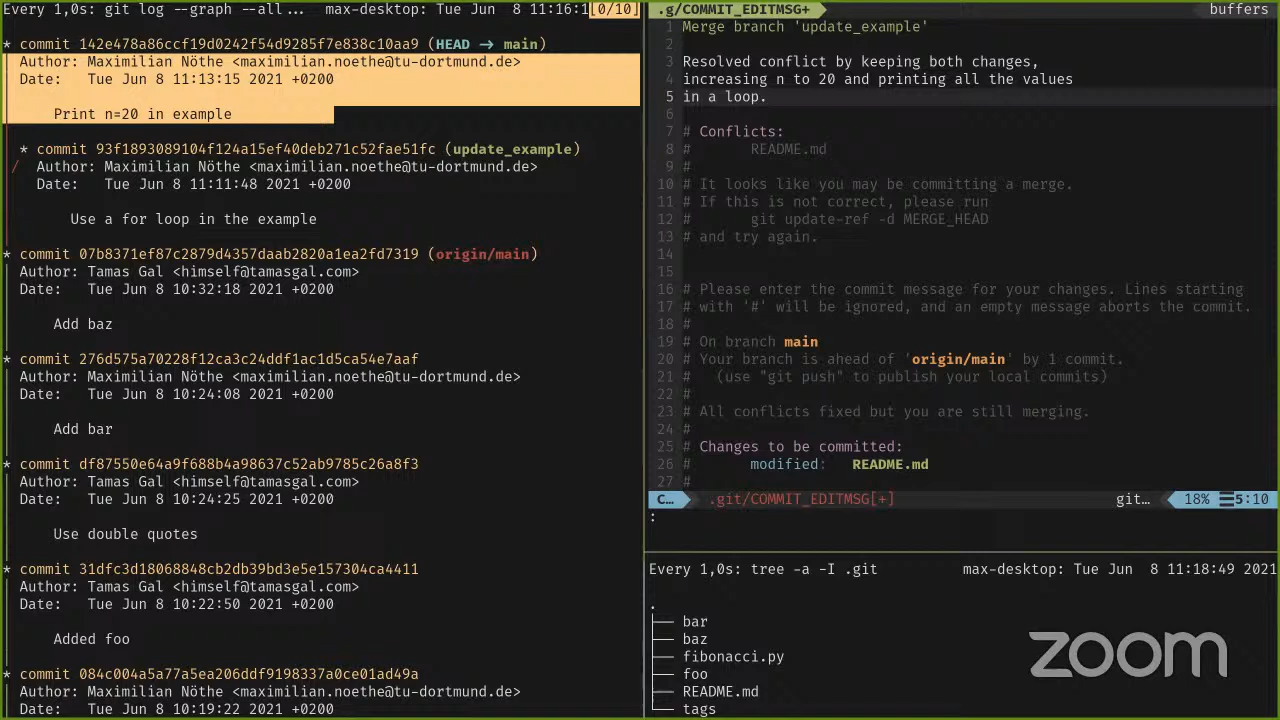 Every 1,0s: git log --graph --all... max-desktop: Tue Jun 8 11:16:1[0/10]
* commit 142e478a86ccf19d0242f54d9285f7e838c10aa9 (HEAD → main)
Author: Maximilian Nöthe <maximilian.noethe@tu-dortmund.de>
Date: Tue Jun 8 11:13:15 2021 +0200
Print n=20 in example
* commit 93f1893089104f124a15ef40deb271c52fae51fc (update_example)
/ Author: Maximilian Nöthe <maximilian.noethe@tu-dortmund.de>
Date: Tue Jun 8 11:11:48 2021 +0200
Use a for loop in the example
* commit 07b8371ef87c2879d4357daab2820a1ea2fd7319 (origin/main)
Author: Tamas Gal <himself@tamasgal.com>
Date: Tue Jun 8 10:32:18 2021 +0200
Add baz
* commit 276d575a70228f12ca3c24ddf1ac1d5ca54e7aaf
Author: Maximilian Nöthe <maximilian.noethe@tu-dortmund.de>
Date: Tue Jun 8 10:24:08 2021 +0200
Add bar
* commit df87550e64a9f688b4a98637c52ab9785c26a8f3
Author: Tamas Gal <himself@tamasgal.com>
Date: Tue Jun 8 10:24:25 2021 +0200
Use double quotes
* commit 31dfc3d18068848cb2db39bd3e5e157304ca4411
Author: Tamas Gal <himself@tamasgal.com>
Date: Tue Jun 8 10:22:50 2021 +0200
Added foo
* commit 084c004a5a77a5ea206ddf9198337a0ce01ad49a
Author: Maximilian Nöthe <maximilian.noethe@tu-dortmund.de>
Date: Tue Jun 8 10:19:22 2021 +0200
.g/COMMIT_EDITMSG+ buffers
1 Merge branch 'update_example'
2
3 Resolved conflict by keeping both changes,
4 increasing n to 20 and printing all the values
5 in a loop.
6
7 # Conflicts:
8 # README.md
9 #
10 # It looks like you may be committing a merge.
11 # If this is not correct, please run
12 # git update-ref -d MERGE_HEAD
13 # and try again.
14
15
16 # Please enter the commit message for your changes. Lines starting
17 # with '#' will be ignored, and an empty message aborts the commit.
18 #
19 # On branch main
20 # Your branch is ahead of 'origin/main' by 1 commit.
21 # (use "git push" to publish your local commits)
22 #
23 # All conflicts fixed but you are still merging.
24 #
25 # Changes to be committed:
26 # modified: README.md
27 #
C… .git/COMMIT_EDITMSG[+] git… 18% ☰5:10
:
Every 1,0s: tree -a -I .git max-desktop: Tue Jun 8 11:18:49 2021
.
├── bar
├── baz
├── fibonacci.py
├── foo
├── README.md
└── tags
zoom